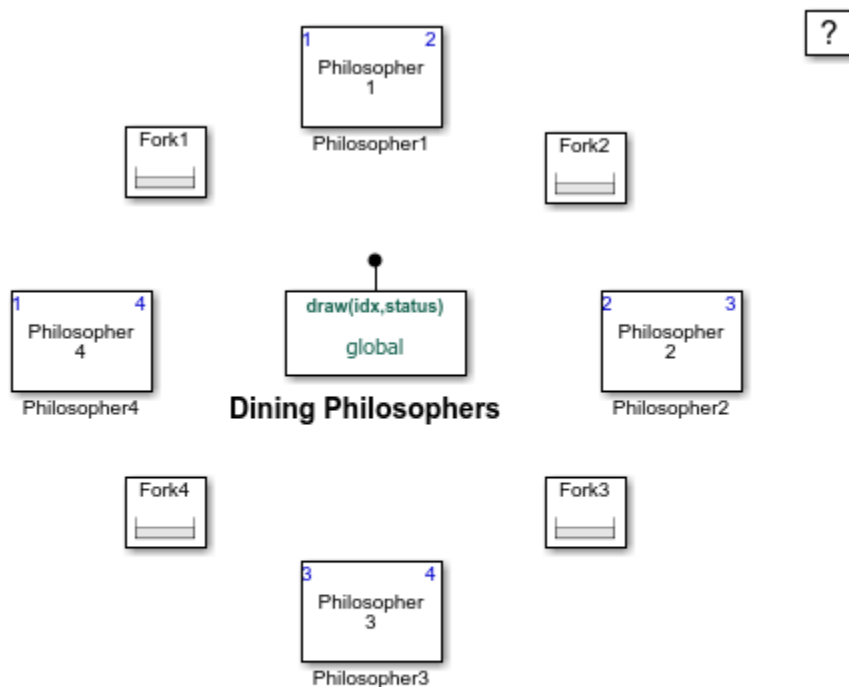 ?
1 2
Philosopher
1
Philosopher1
Fork1
Fork2
draw(idx,status)
global
Dining Philosophers
1 4
Philosopher
4
Philosopher4
2 3
Philosopher
2
Philosopher2
Fork4
Fork3
3 4
Philosopher
3
Philosopher3